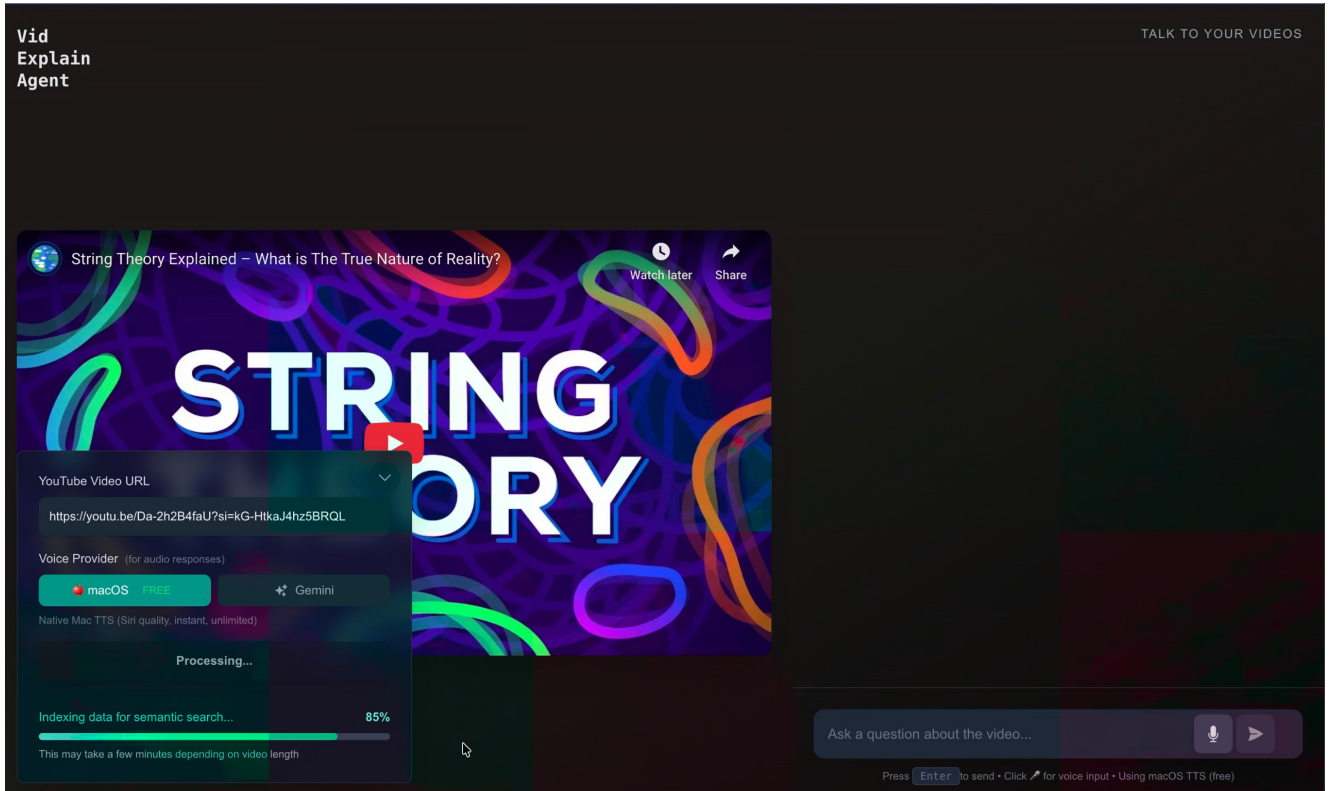 Vid
Explain
Agent
TALK TO YOUR VIDEOS
String Theory Explained – What is The True Nature of Reality?
Watch later
Share
STRING
THEORY
YouTube Video URL
https://youtu.be/Da-2h2B4faU?si=kG-HtkaJ4hz5BRQL
Voice Provider (for audio responses)
macOS FREE
Gemini
Native Mac TTS (Siri quality, instant, unlimited)
Processing...
Indexing data for semantic search... 85%
This may take a few minutes depending on video length
Ask a question about the video...
Press Enter to send • Click 🎤 for voice input • Using macOS TTS (free)